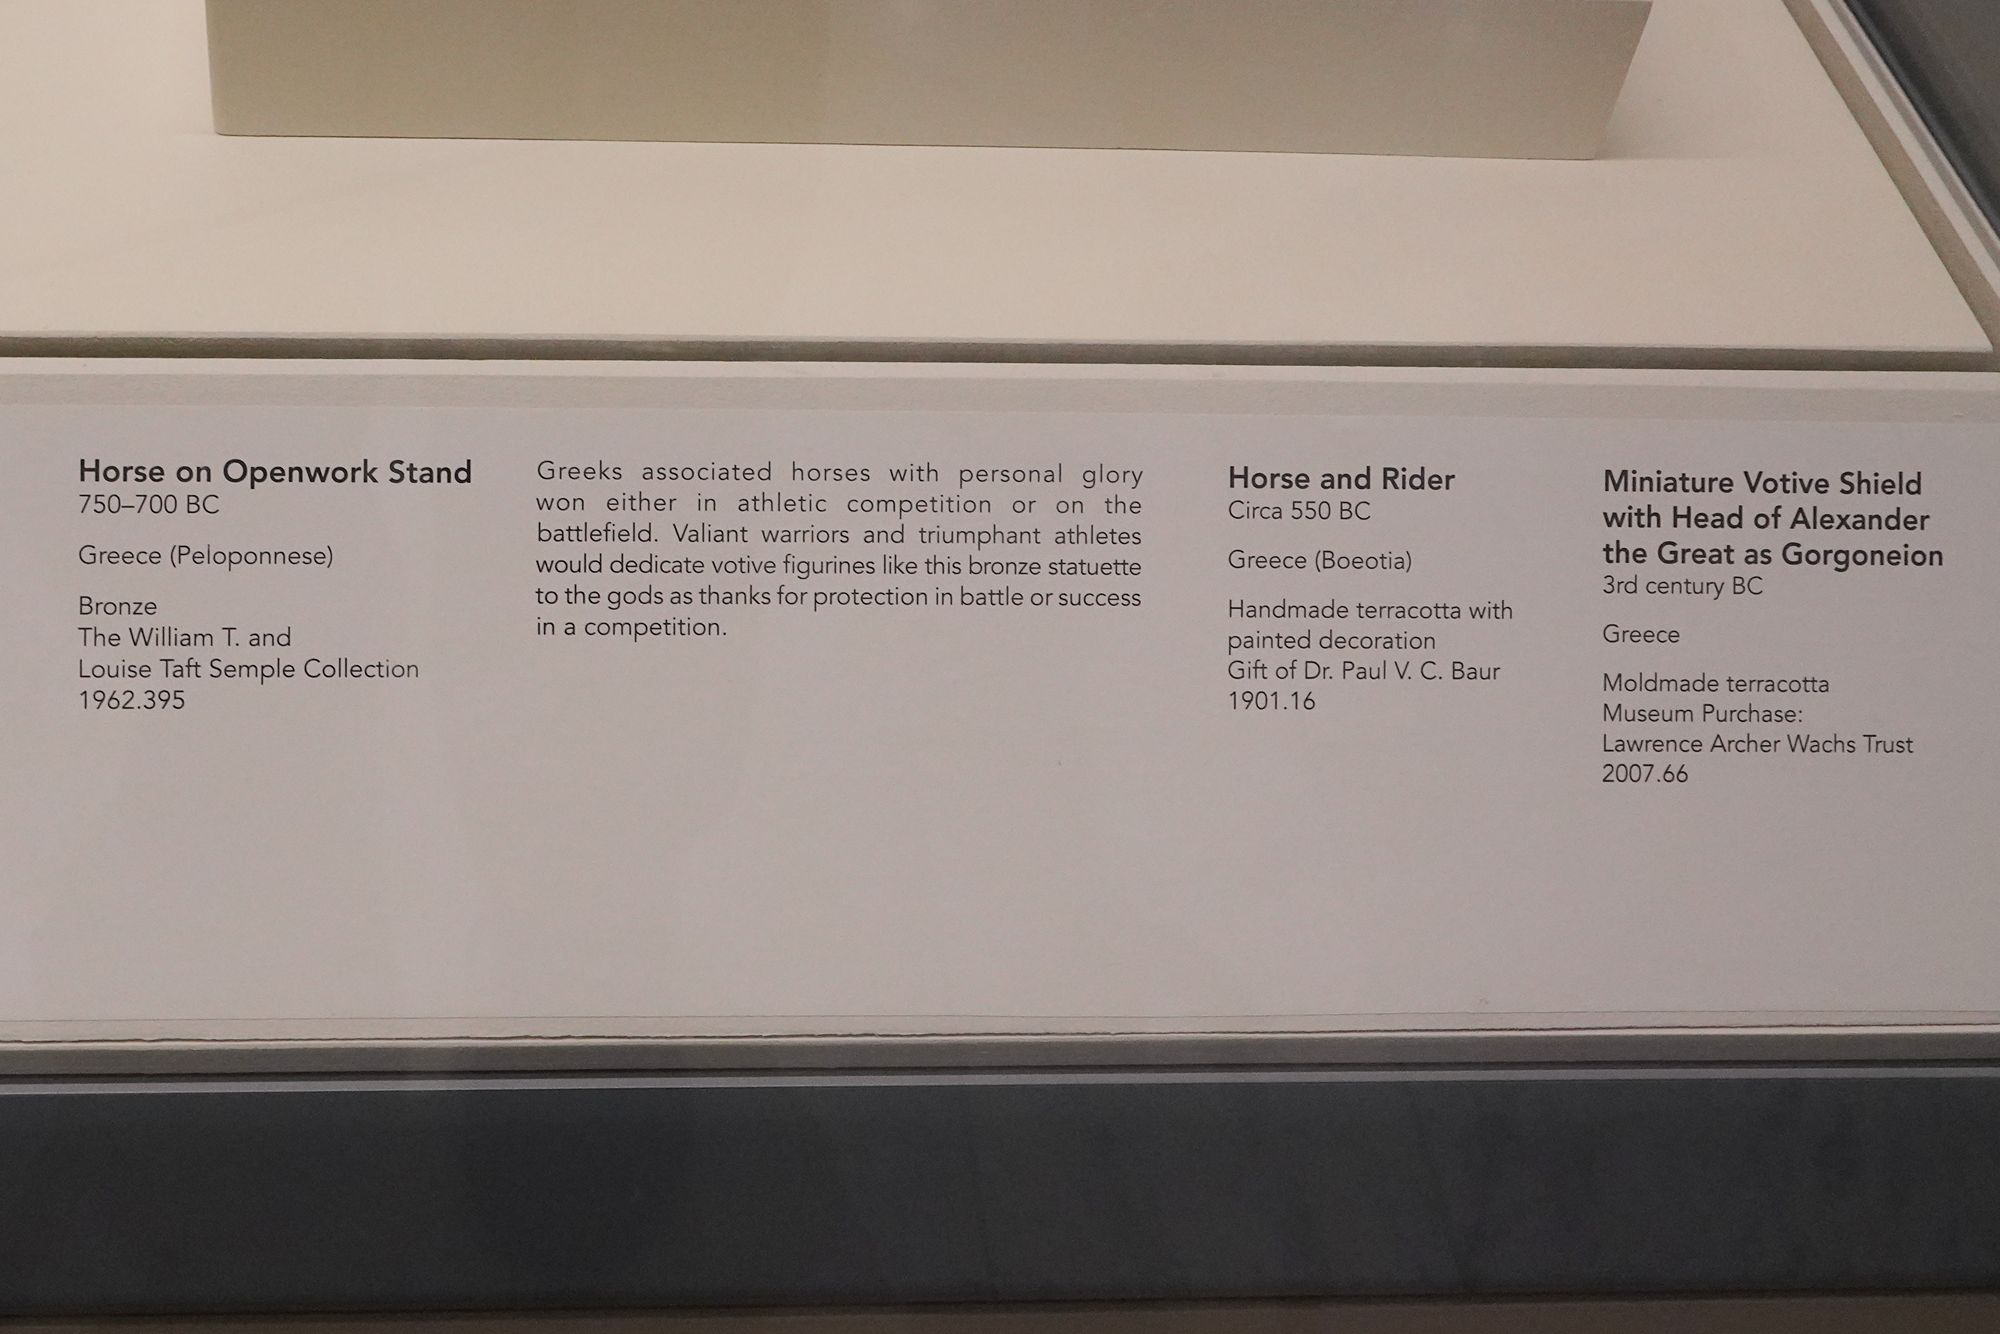 Horse on Openwork Stand
750–700 BC
Greece (Peloponnese)
Bronze
The William T. and
Louise Taft Semple Collection
1962.395
Greeks associated horses with personal glory
won either in athletic competition or on the
battlefield. Valiant warriors and triumphant athletes
would dedicate votive figurines like this bronze statuette
to the gods as thanks for protection in battle or success
in a competition.
Horse and Rider
Circa 550 BC
Greece (Boeotia)
Handmade terracotta with
painted decoration
Gift of Dr. Paul V. C. Baur
1901.16
Miniature Votive Shield
with Head of Alexander
the Great as Gorgoneion
3rd century BC
Greece
Moldmade terracotta
Museum Purchase:
Lawrence Archer Wachs Trust
2007.66